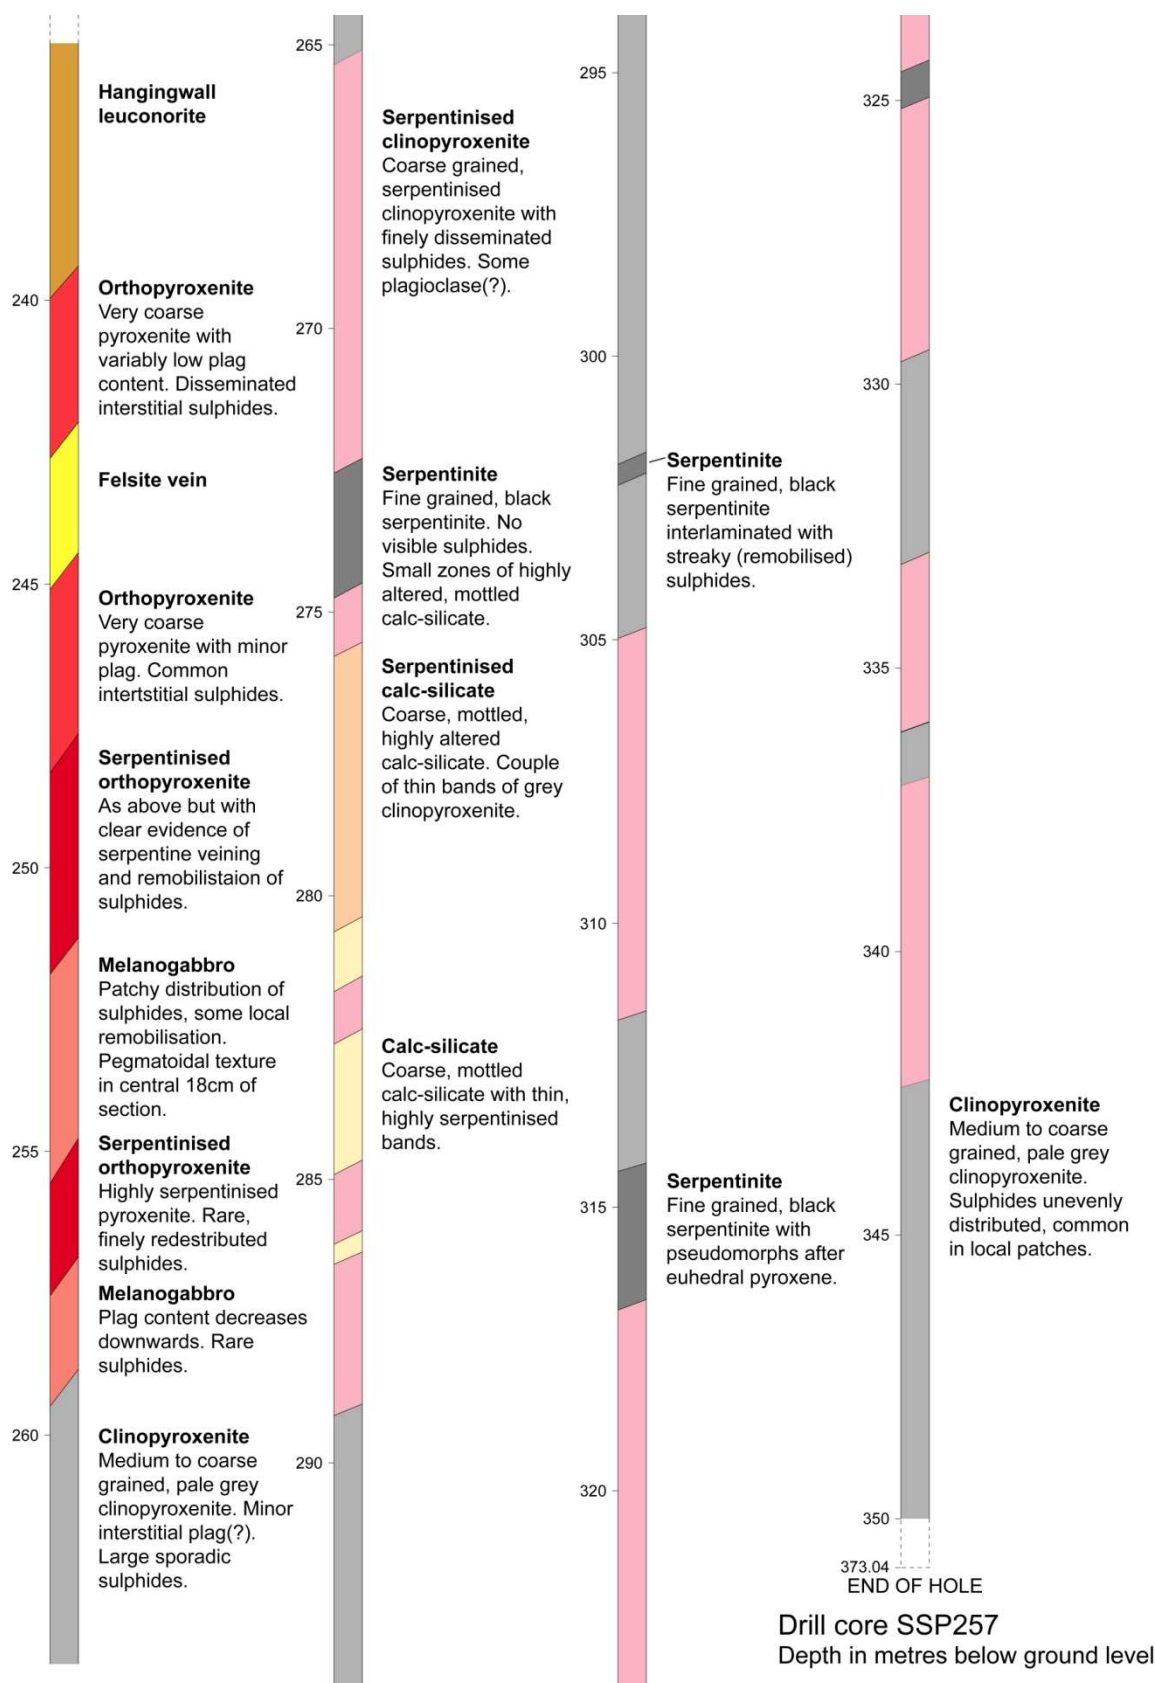 Hangingwall
leuconorite
240
Orthopyroxenite
Very coarse
pyroxenite with
variably low plag
content. Disseminated
interstitial sulphides.
Felsite vein
245
Orthopyroxenite
Very coarse
pyroxenite with minor
plag. Common
intertstitial sulphides.
Serpentinised
orthopyroxenite
As above but with
clear evidence of
serpentine veining
250
and remobilistaion of
sulphides.
Melanogabbro
Patchy distribution of
sulphides, some local
remobilisation.
Pegmatoidal texture
in central 18cm of
section.
255
Serpentinised
orthopyroxenite
Highly serpentinised
pyroxenite. Rare,
finely redestributed
sulphides.
Melanogabbro
Plag content decreases
downwards. Rare
sulphides.
260
Clinopyroxenite
Medium to coarse
grained, pale grey
clinopyroxenite. Minor
interstitial plag(?).
Large sporadic
sulphides.
265
Serpentinised
clinopyroxenite
Coarse grained,
serpentinised
clinopyroxenite with
finely disseminated
sulphides. Some
plagioclase(?).
270
Serpentinite
Fine grained, black
serpentinite. No
visible sulphides.
Small zones of highly
altered, mottled
calc-silicate.
275
Serpentinised
calc-silicate
Coarse, mottled,
highly altered
calc-silicate. Couple
of thin bands of grey
clinopyroxenite.
280
Calc-silicate
Coarse, mottled
calc-silicate with thin,
highly serpentinised
bands.
285
290
295
300
Serpentinite
Fine grained, black
serpentinite
interlaminated with
streaky (remobilised)
sulphides.
305
310
Serpentinite
Fine grained, black
serpentinite with
pseudomorphs after
euhedral pyroxene.
315
320
325
330
335
340
Clinopyroxenite
Medium to coarse
grained, pale grey
clinopyroxenite.
Sulphides unevenly
distributed, common
in local patches.
345
350
373.04
END OF HOLE
Drill core SSP257
Depth in metres below ground level